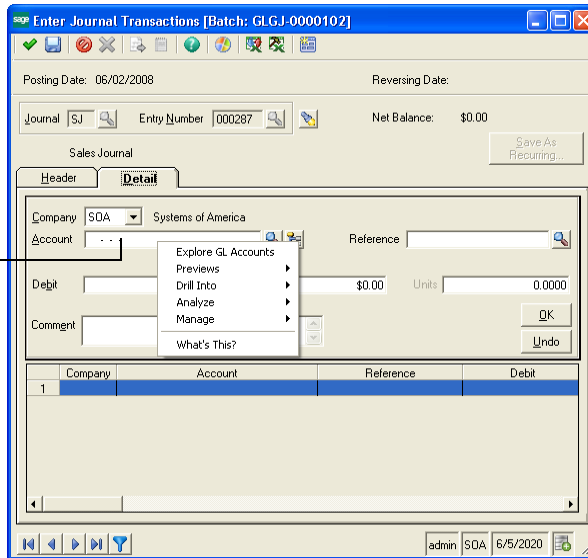 sage Enter Journal Transactions [Batch: GLGJ-0000102]
Posting Date: 06/02/2008 Reversing Date:
Journal SJ Entry Number 000287 Net Balance: $0.00
Save As
Recurring...
Sales Journal
Header Detail
Company SOA Systems of America
Account - - - Reference
Explore GL Accounts
Previews
Drill Into
Analyze
Manage
What's This?
Debit $0.00 Units 0.0000
Comment
OK
Undo
Company Account Reference Debit
1
admin SOA 6/5/2020